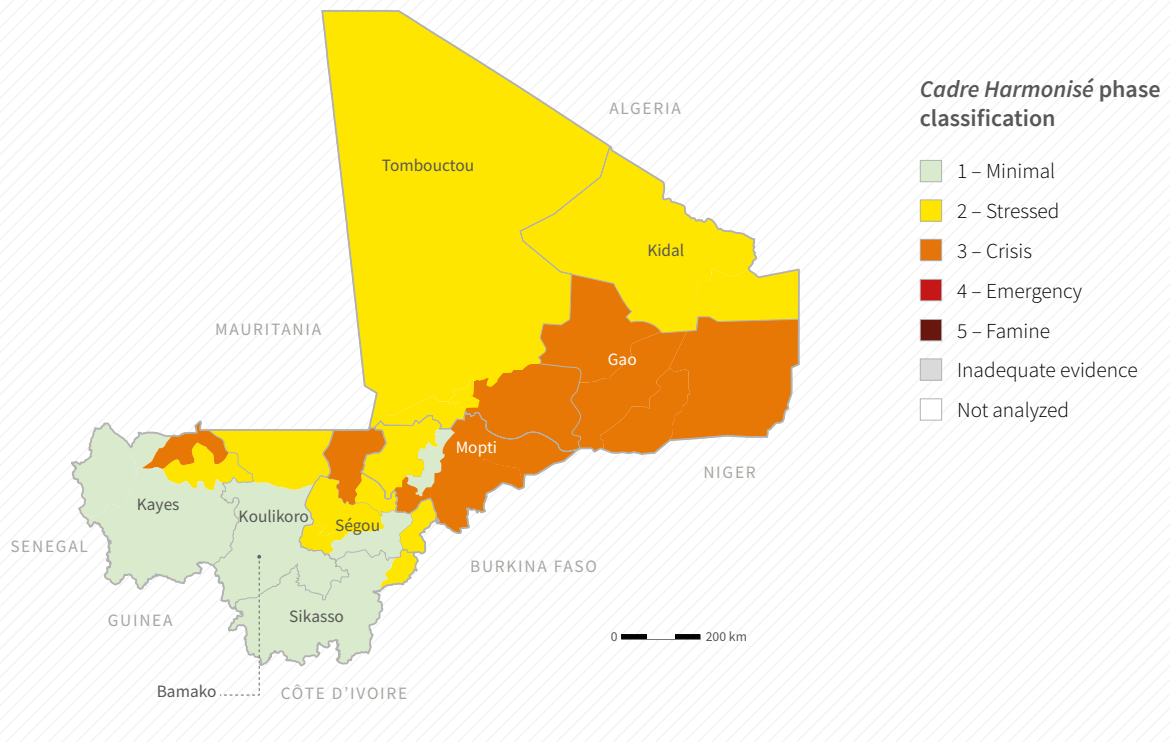 Cadre Harmonisé phase
classification
1 – Minimal
2 – Stressed
3 – Crisis
4 – Emergency
5 – Famine
Inadequate evidence
Not analyzed
ALGERIA
Tombouctou
Kidal
MAURITANIA
Gao
Mopti
NIGER
Kayes
Koulikoro
Ségou
SENEGAL
BURKINA FASO
GUINEA
Sikasso
0 200 km
Bamako
CÔTE D'IVOIRE